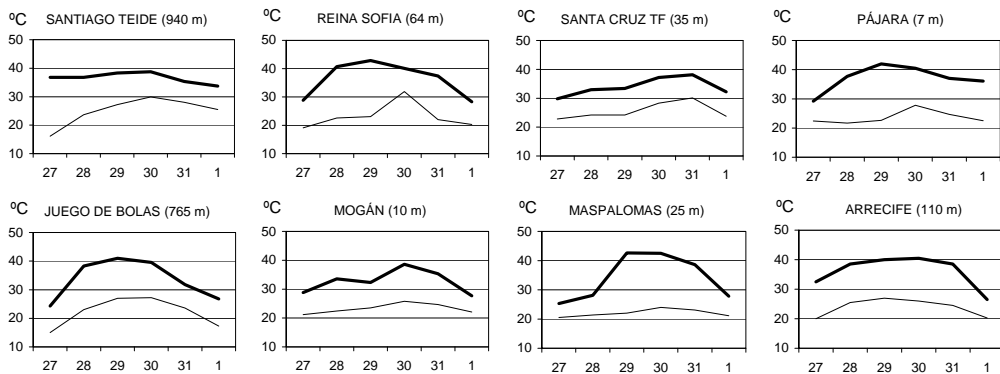 ºC SANTIAGO TEIDE (940 m)
50
40
30
20
10
27 28 29 30 31 1
ºC REINA SOFIA (64 m)
50
40
30
20
10
27 28 29 30 31 1
ºC SANTA CRUZ TF (35 m)
50
40
30
20
10
27 28 29 30 31 1
ºC PÁJARA (7 m)
50
40
30
20
10
27 28 29 30 31 1
ºC JUEGO DE BOLAS (765 m)
50
40
30
20
10
27 28 29 30 31 1
ºC MOGÁN (10 m)
50
40
30
20
10
27 28 29 30 31 1
ºC MASPALOMAS (25 m)
50
40
30
20
10
27 28 29 30 31 1
ºC ARRECIFE (110 m)
50
40
30
20
10
27 28 29 30 31 1